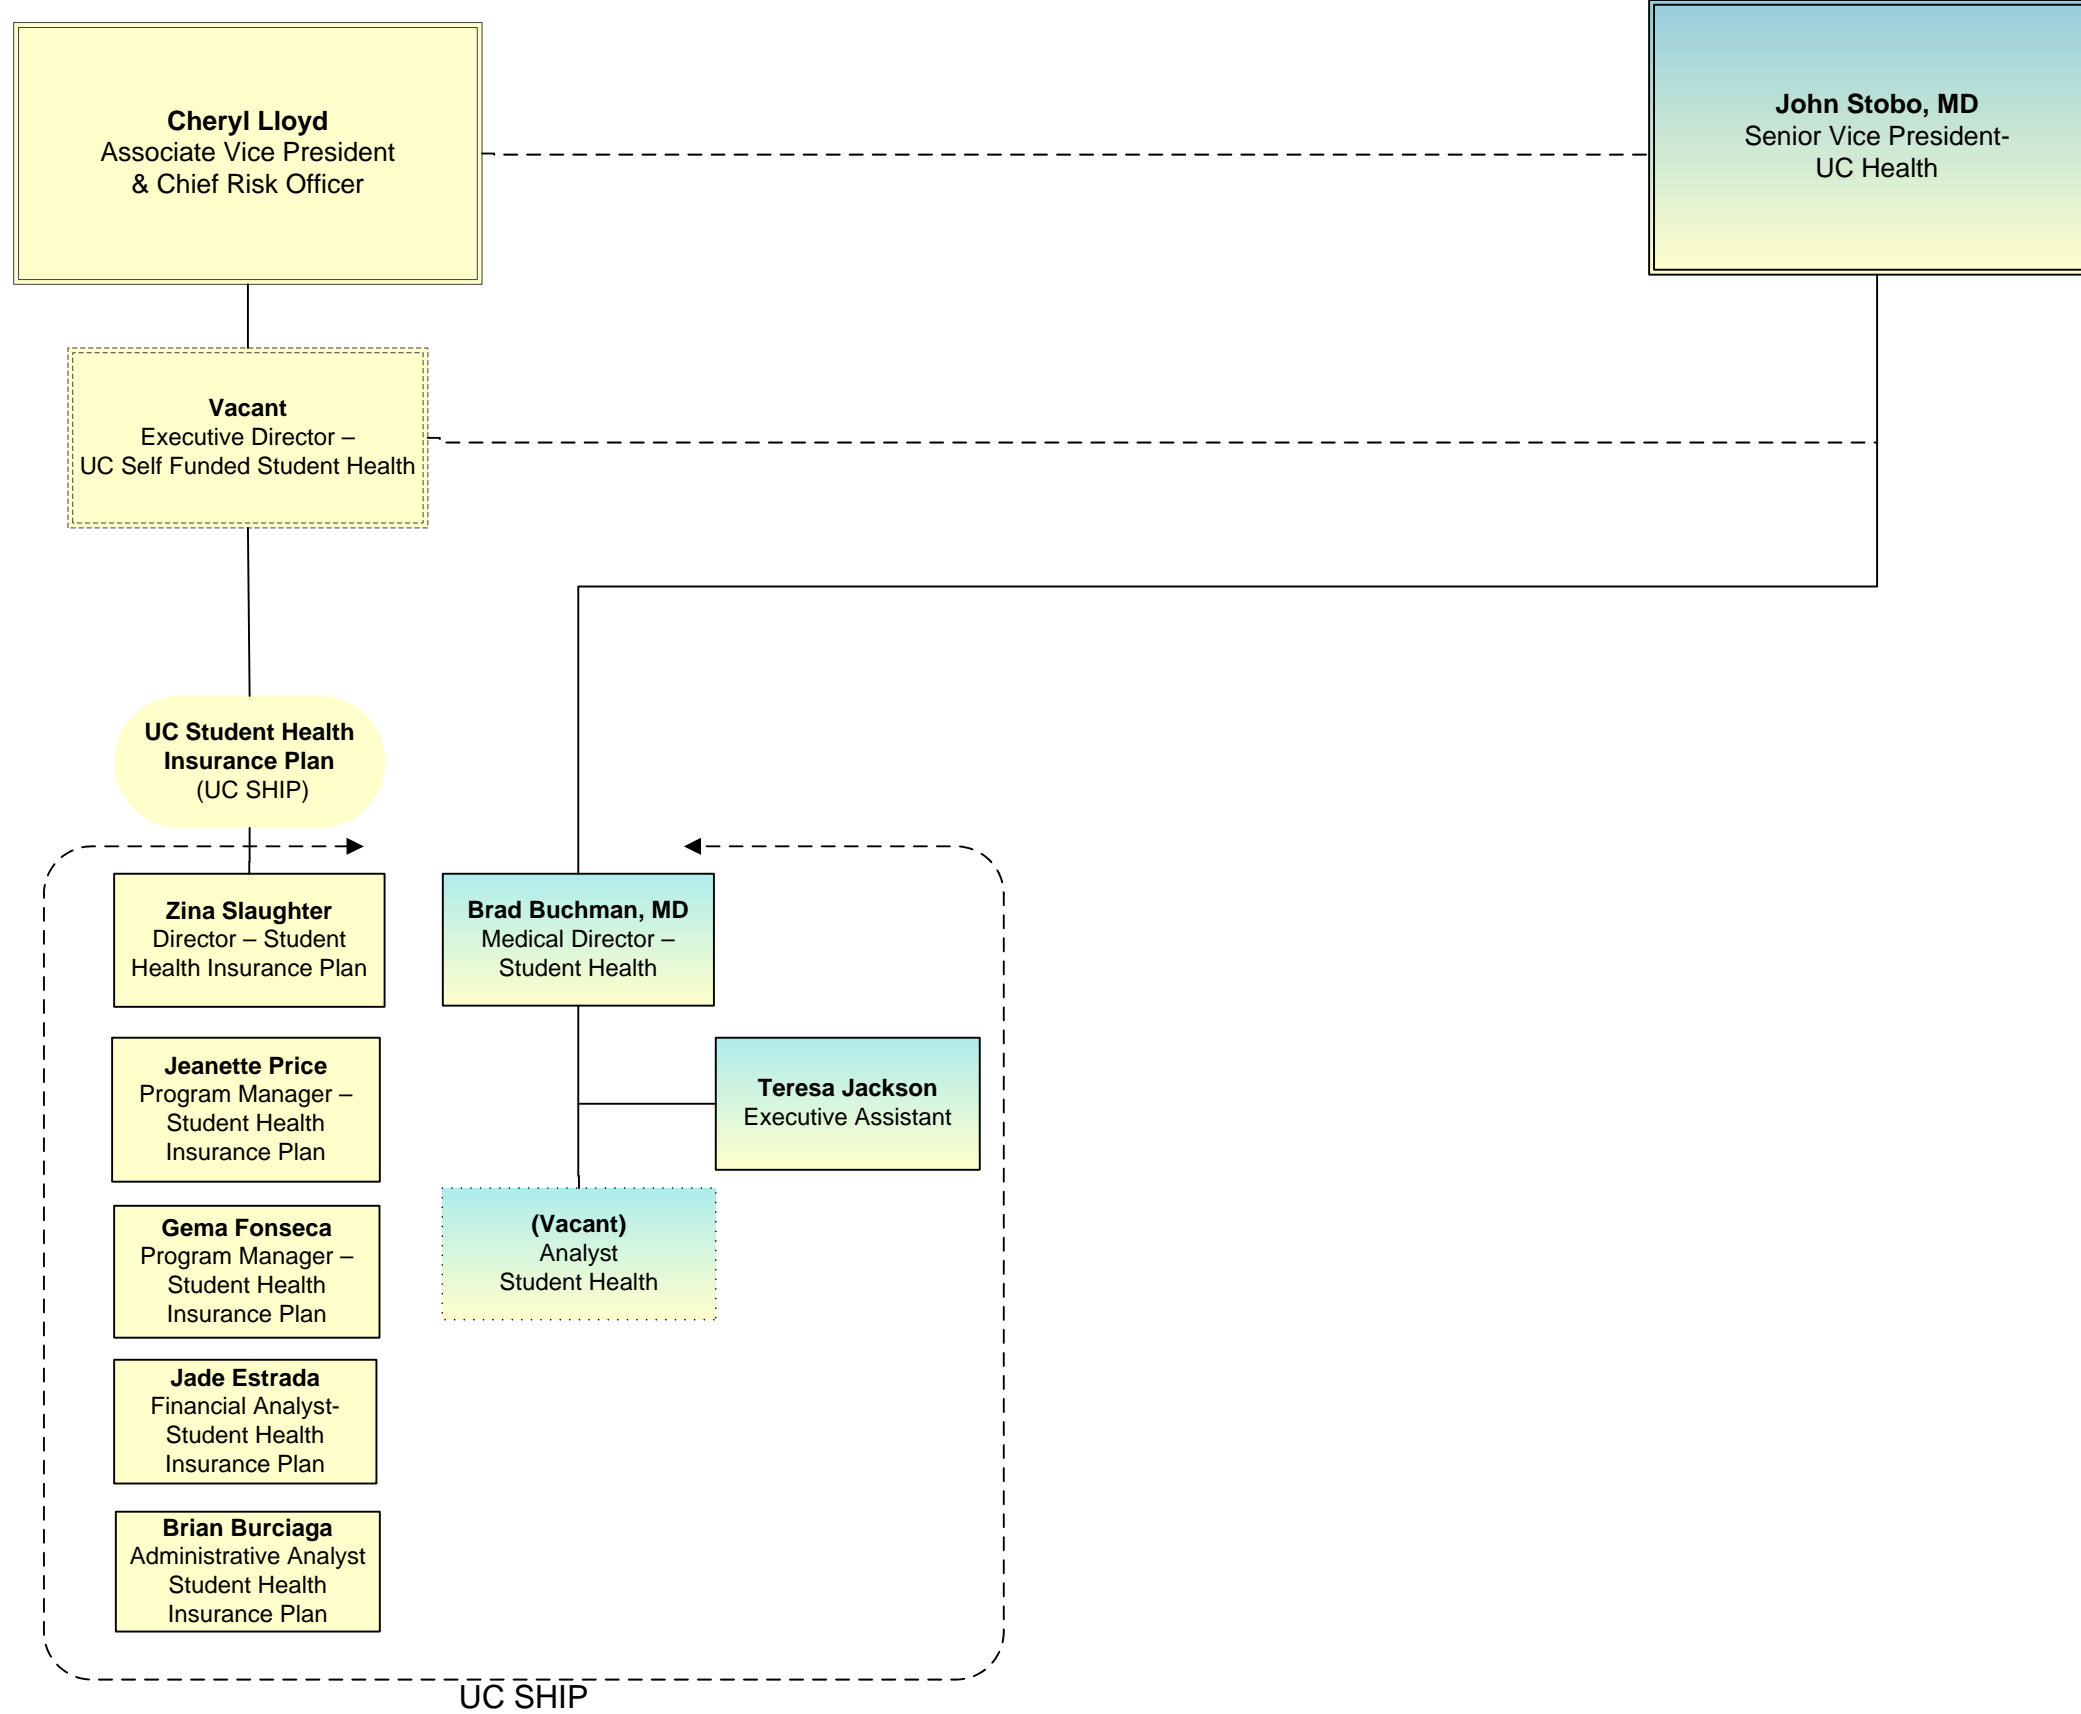 Cheryl Lloyd
Associate Vice President
& Chief Risk Officer
John Stobo, MD
Senior Vice President-
UC Health
Vacant
Executive Director –
UC Self Funded Student Health
UC Student Health
Insurance Plan
(UC SHIP)
Zina Slaughter
Director – Student
Health Insurance Plan
Brad Buchman, MD
Medical Director –
Student Health
Jeanette Price
Program Manager –
Student Health
Insurance Plan
Teresa Jackson
Executive Assistant
Gema Fonseca
Program Manager –
Student Health
Insurance Plan
(Vacant)
Analyst
Student Health
Jade Estrada
Financial Analyst-
Student Health
Insurance Plan
Brian Burciaga
Administrative Analyst
Student Health
Insurance Plan
UC SHIP